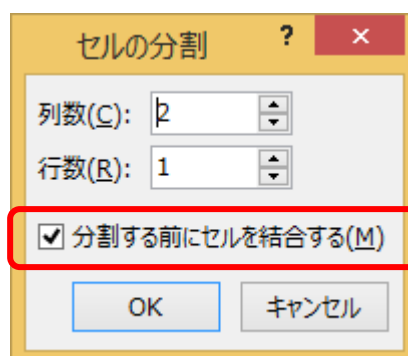 セルの分割 ? ×
列数(C): 2
行数(R): 1
分割する前にセルを結合する(M)
OK キャンセル